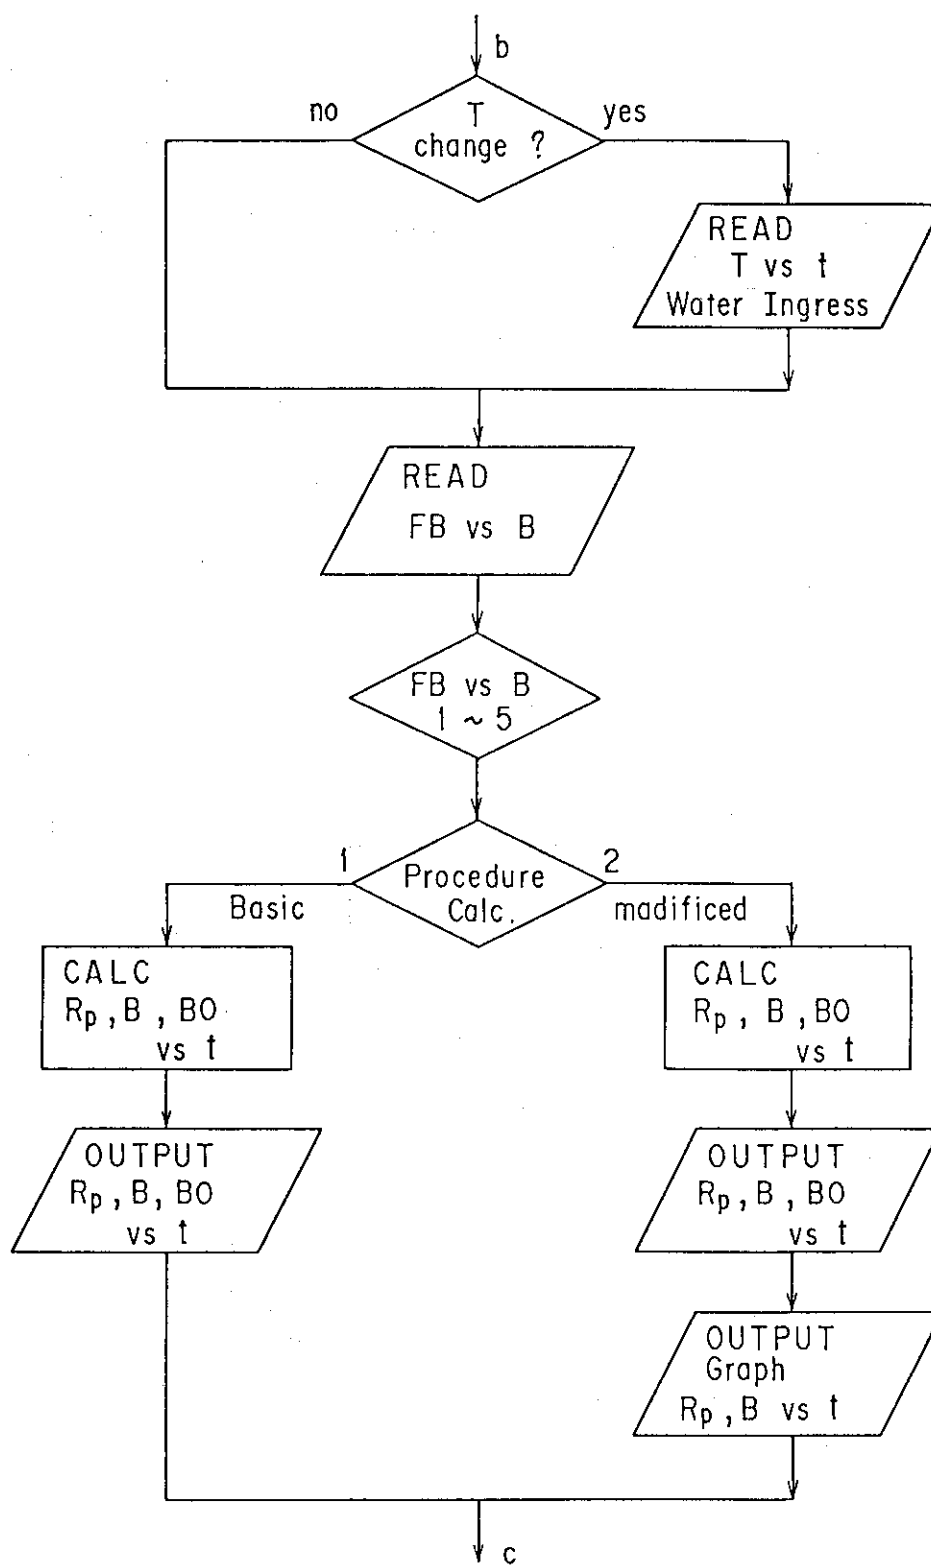 b
no
T
change ?
yes
READ
T vs t
Water Ingress
READ
FB vs B
FB vs B
1 ~ 5
1
Procedure
Calc.
2
Basic
madificed
CALC
Rp, B, BO
vs t
CALC
Rp, B, BO
vs t
OUTPUT
Rp, B, BO
vs t
OUTPUT
Rp, B, BO
vs t
OUTPUT
Graph
Rp, B vs t
c